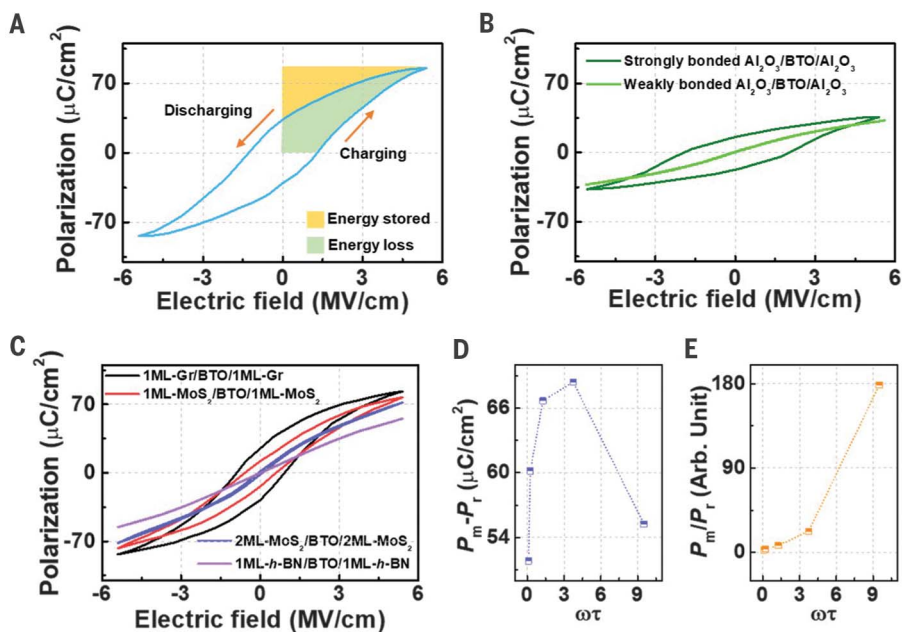 A
Polarization (μC/cm²)
70
0
-70
Discharging
Charging
Energy stored
Energy loss
-6 -3 0 3 6
Electric field (MV/cm)
B
Polarization (μC/cm²)
70
0
-70
Strongly bonded Al₂O₃/BTO/Al₂O₃
Weakly bonded Al₂O₃/BTO/Al₂O₃
-6 -3 0 3 6
Electric field (MV/cm)
C
Polarization (μC/cm²)
70
0
-70
1ML-Gr/BTO/1ML-Gr
1ML-MoS₂/BTO/1ML-MoS₂
2ML-MoS₂/BTO/2ML-MoS₂
1ML-h-BN/BTO/1ML-h-BN
-6 -3 0 3 6
Electric field (MV/cm)
D
Pₘ-Pᵣ (μC/cm²)
66
60
54
0 3 6 9
ωτ
E
Pₘ/Pᵣ (Arb. Unit)
180
90
0
0 3 6 9
ωτ